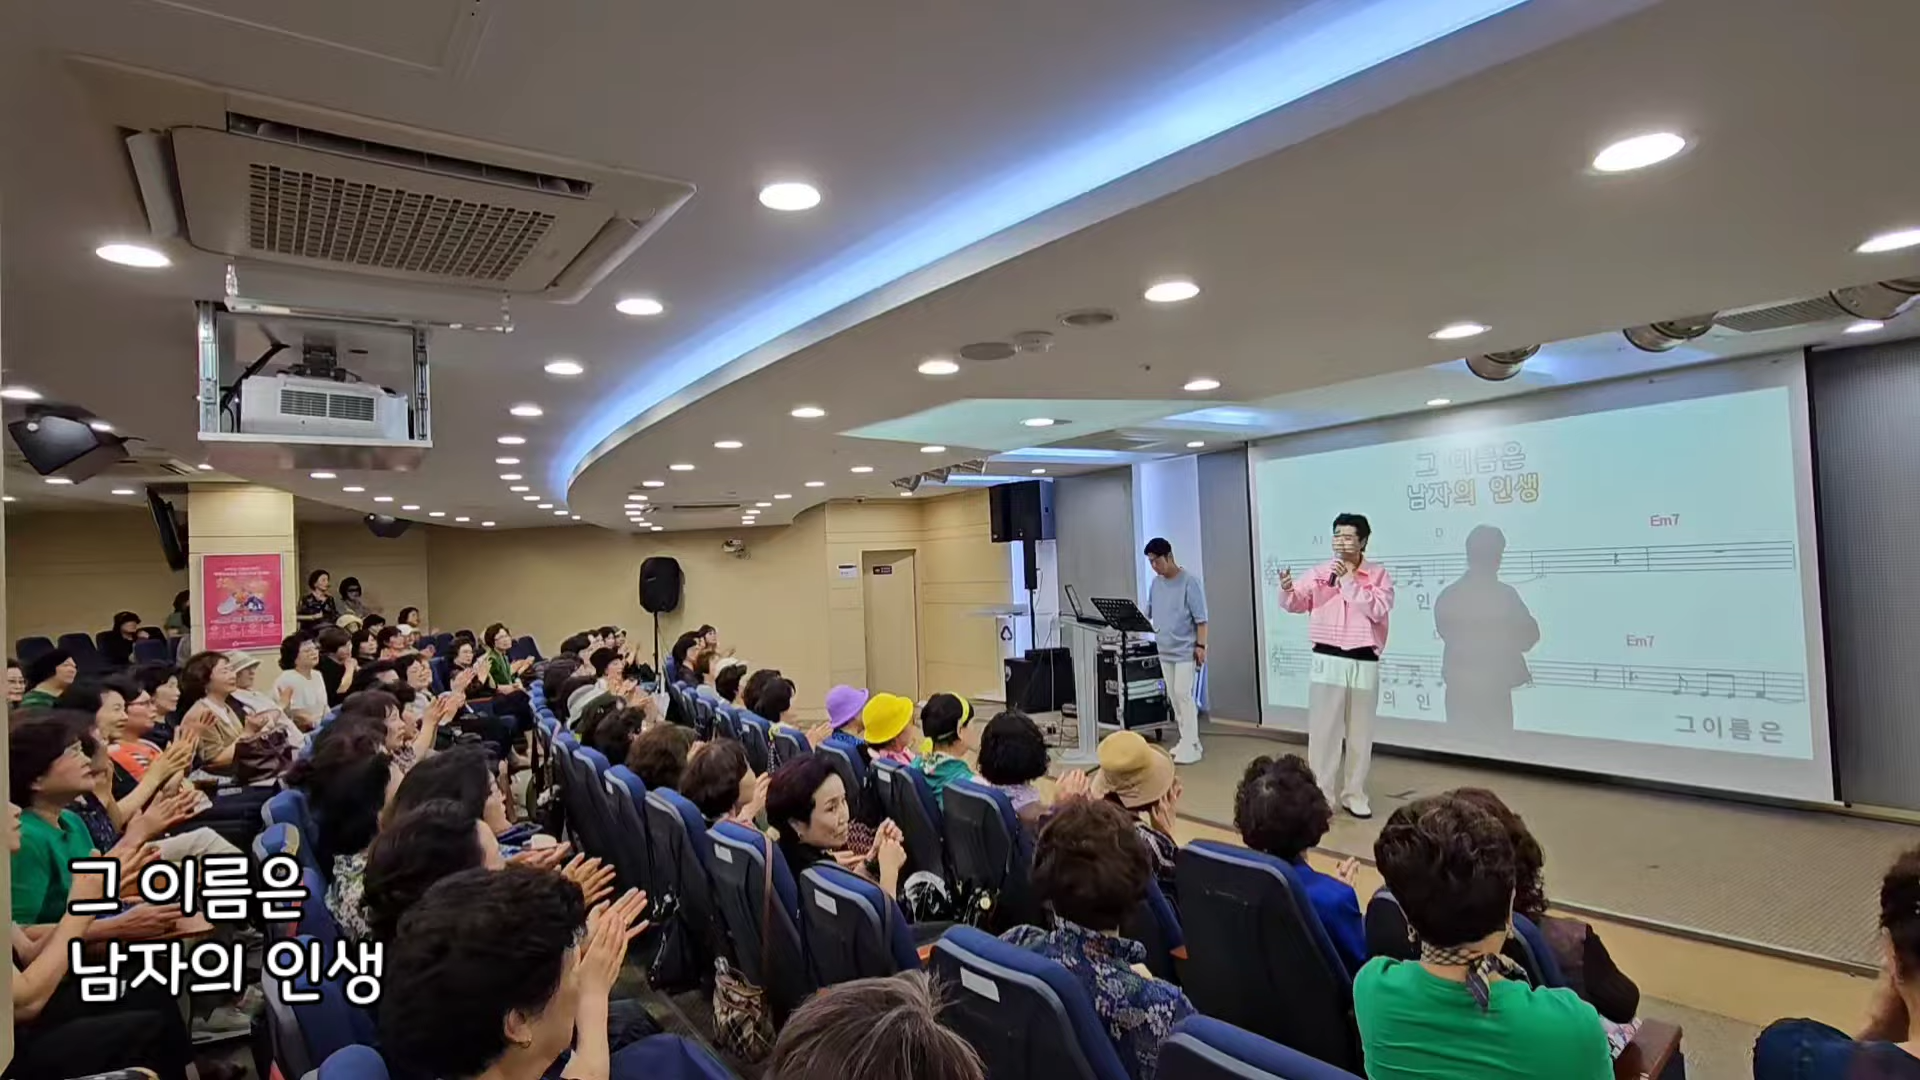 그 이름은
남자의 인생
A1
D
Em7
인
Em7
의 인
그이름은
그 이름은
남자의 인생